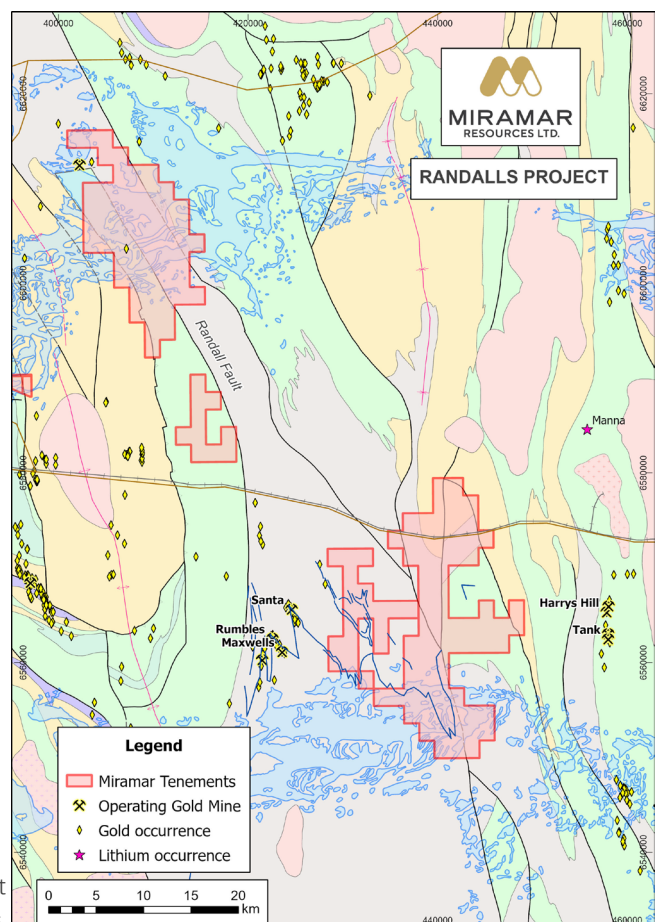 400000
420000
440000
460000
6620000
6620000
MIRAMAR
RESOURCES LTD.
RANDALLS PROJECT
6600000
6600000
Randall Fault
Manna
6580000
6580000
Santa
Rumbles
Maxwells
Harrys Hill
Tank
6560000
6560000
Legend
Miramar Tenements
Operating Gold Mine
Gold occurrence
Lithium occurrence
6540000
0 5 10 15 20
km
t
440000
460000